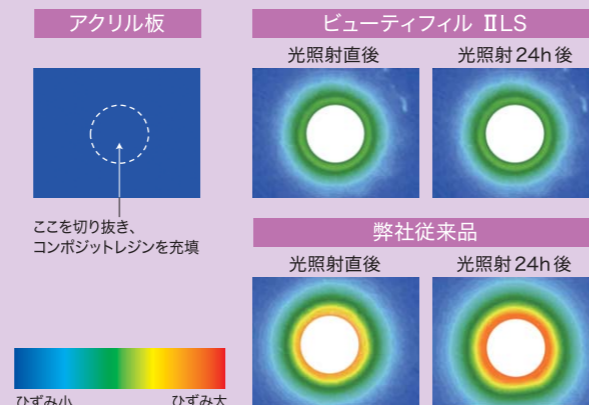 アクリル板
ここを切り抜き、
コンポジットレジンを充填
ひずみ小
ひずみ大
ビューティフィル ⅡLS
光照射直後
光照射24h後
弊社従来品
光照射直後
光照射24h後